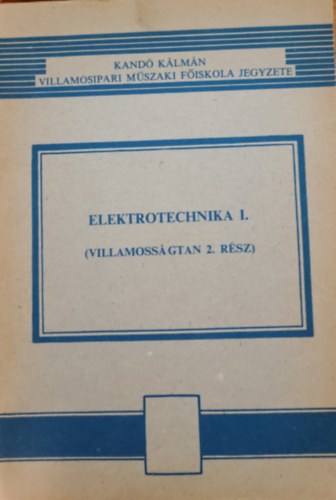 KANDÓ KÁLMÁN
VILLAMOSIPARI MŰSZAKI FŐISKOLA JEGYZETE
ELEKTROTECHNIKA I.
(VILLAMOSSÁGTAN 2. RÉSZ)